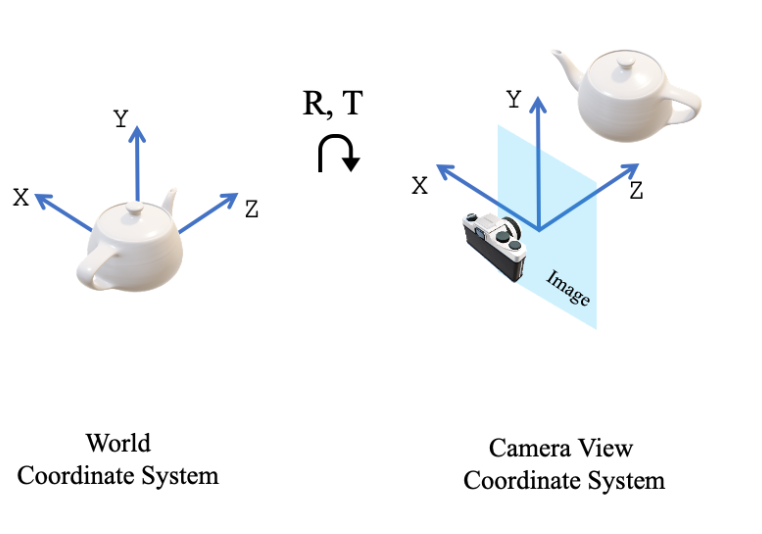 Y
X
Z
World
Coordinate System
R, T
Y
X
Z
Image
Camera View
Coordinate System